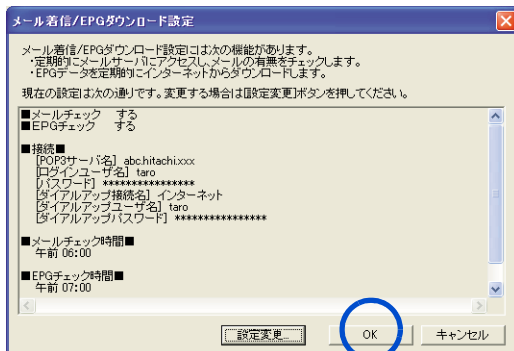 メール着信/EPGダウンロード設定
メール着信/EPGダウンロード設定には次の機能があります。
・定期的にメールサーバにアクセスし、メールの有無をチェックします。
・EPGデータを定期的にインターネットからダウンロードします。
現在の設定は次の通りです。変更する場合は[設定変更]ボタンを押してください。
■メールチェック する
■EPGチェック する
■接続■
[POP3サーバ名] abc.hitachi.xxx
[ログインユーザ名] taro
[パスワード] ****************
[ダイアルアップ接続名] インターネット
[ダイアルアップユーザ名] taro
[ダイアルアップパスワード] ****************
■メールチェック時間■
午前 06:00
■EPGチェック時間■
午前 07:00
設定変更...
OK
キャンセル